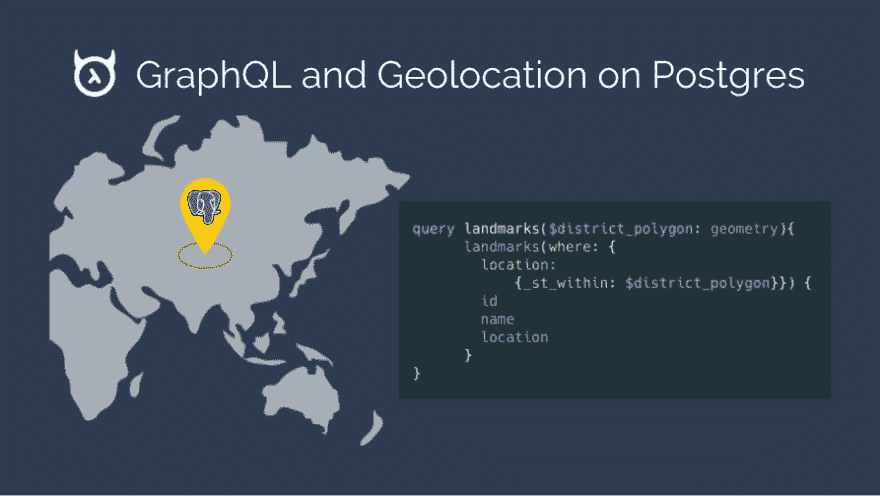 GraphQL and Geolocation on Postgres
query landmarks($district_polygon: geometry){
landmarks(where: {
location:
{_st_within: $district_polygon}}) {
id
name
location
}
}